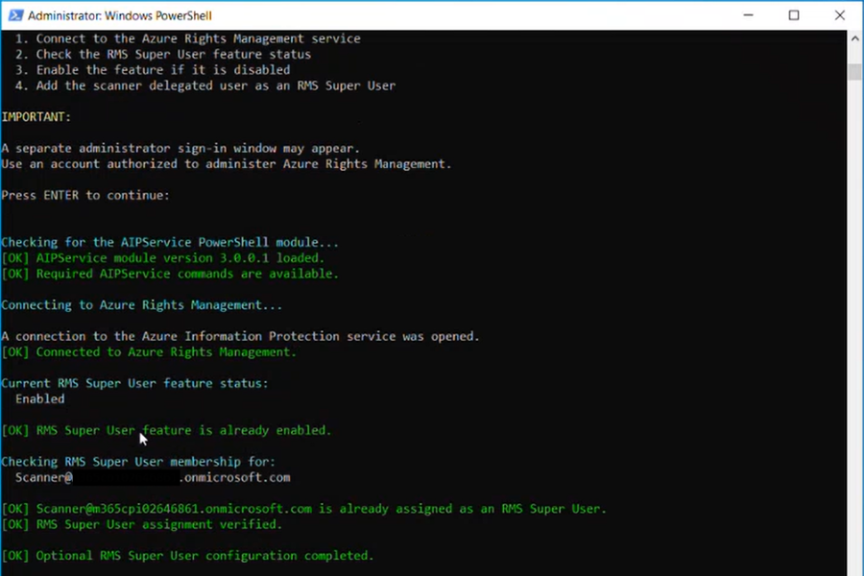 Administrator: Windows PowerShell
1. Connect to the Azure Rights Management service
2. Check the RMS Super User feature status
3. Enable the feature if it is disabled
4. Add the scanner delegated user as an RMS Super User
IMPORTANT:
A separate administrator sign-in window may appear.
Use an account authorized to administer Azure Rights Management.
Press ENTER to continue:
Checking for the AIPService PowerShell module...
[OK] AIPService module version 3.0.0.1 loaded.
[OK] Required AIPService commands are available.
Connecting to Azure Rights Management...
A connection to the Azure Information Protection service was opened.
[OK] Connected to Azure Rights Management.
Current RMS Super User feature status:
Enabled
[OK] RMS Super User feature is already enabled.
Checking RMS Super User membership for:
Scanner@ .onmicrosoft.com
[OK] Scanner@m365cpi02646861.onmicrosoft.com is already assigned as an RMS Super User.
[OK] RMS Super User assignment verified.
[OK] Optional RMS Super User configuration completed.